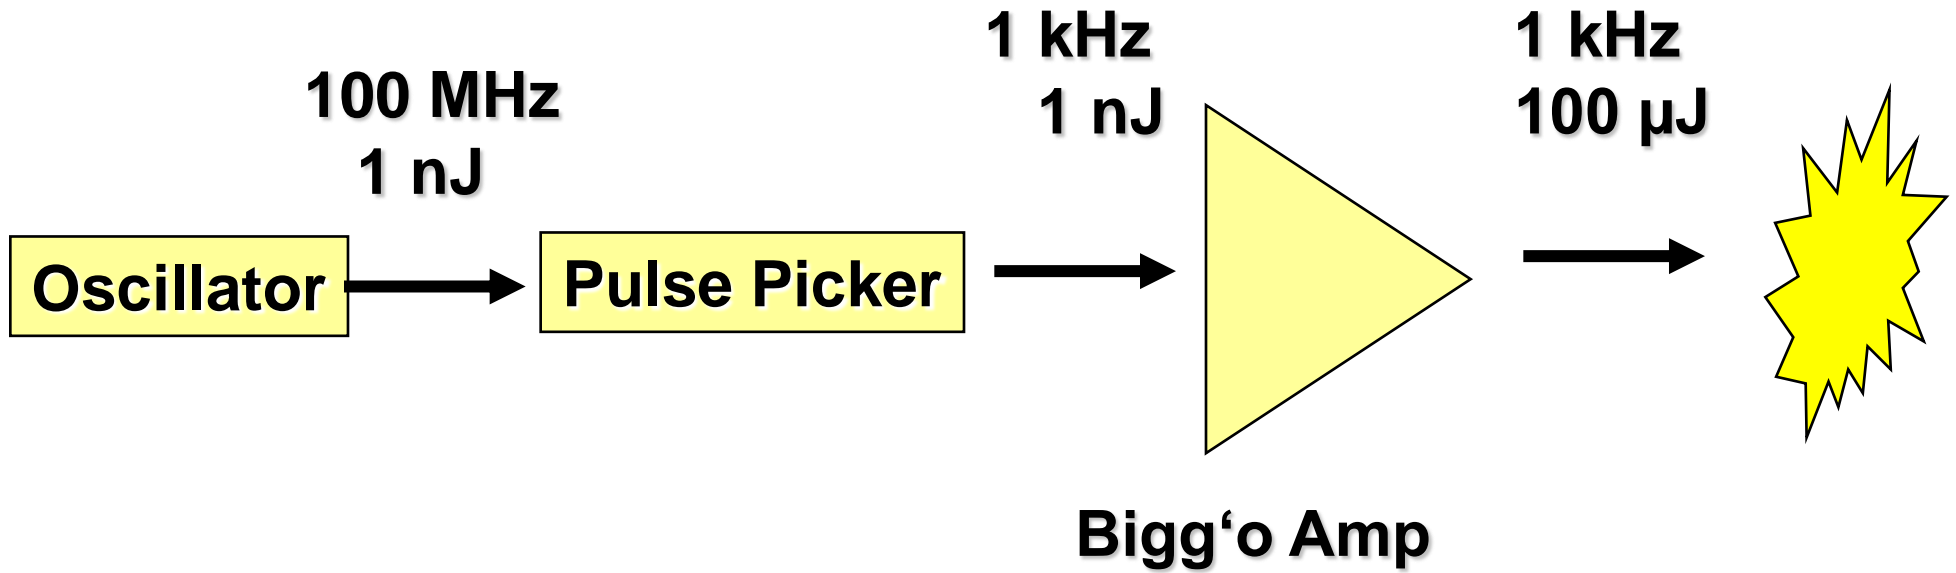 100 MHz
1 nJ
1 kHz
1 nJ
1 kHz
100 µJ
Oscillator
Pulse Picker
Bigg‘o Amp